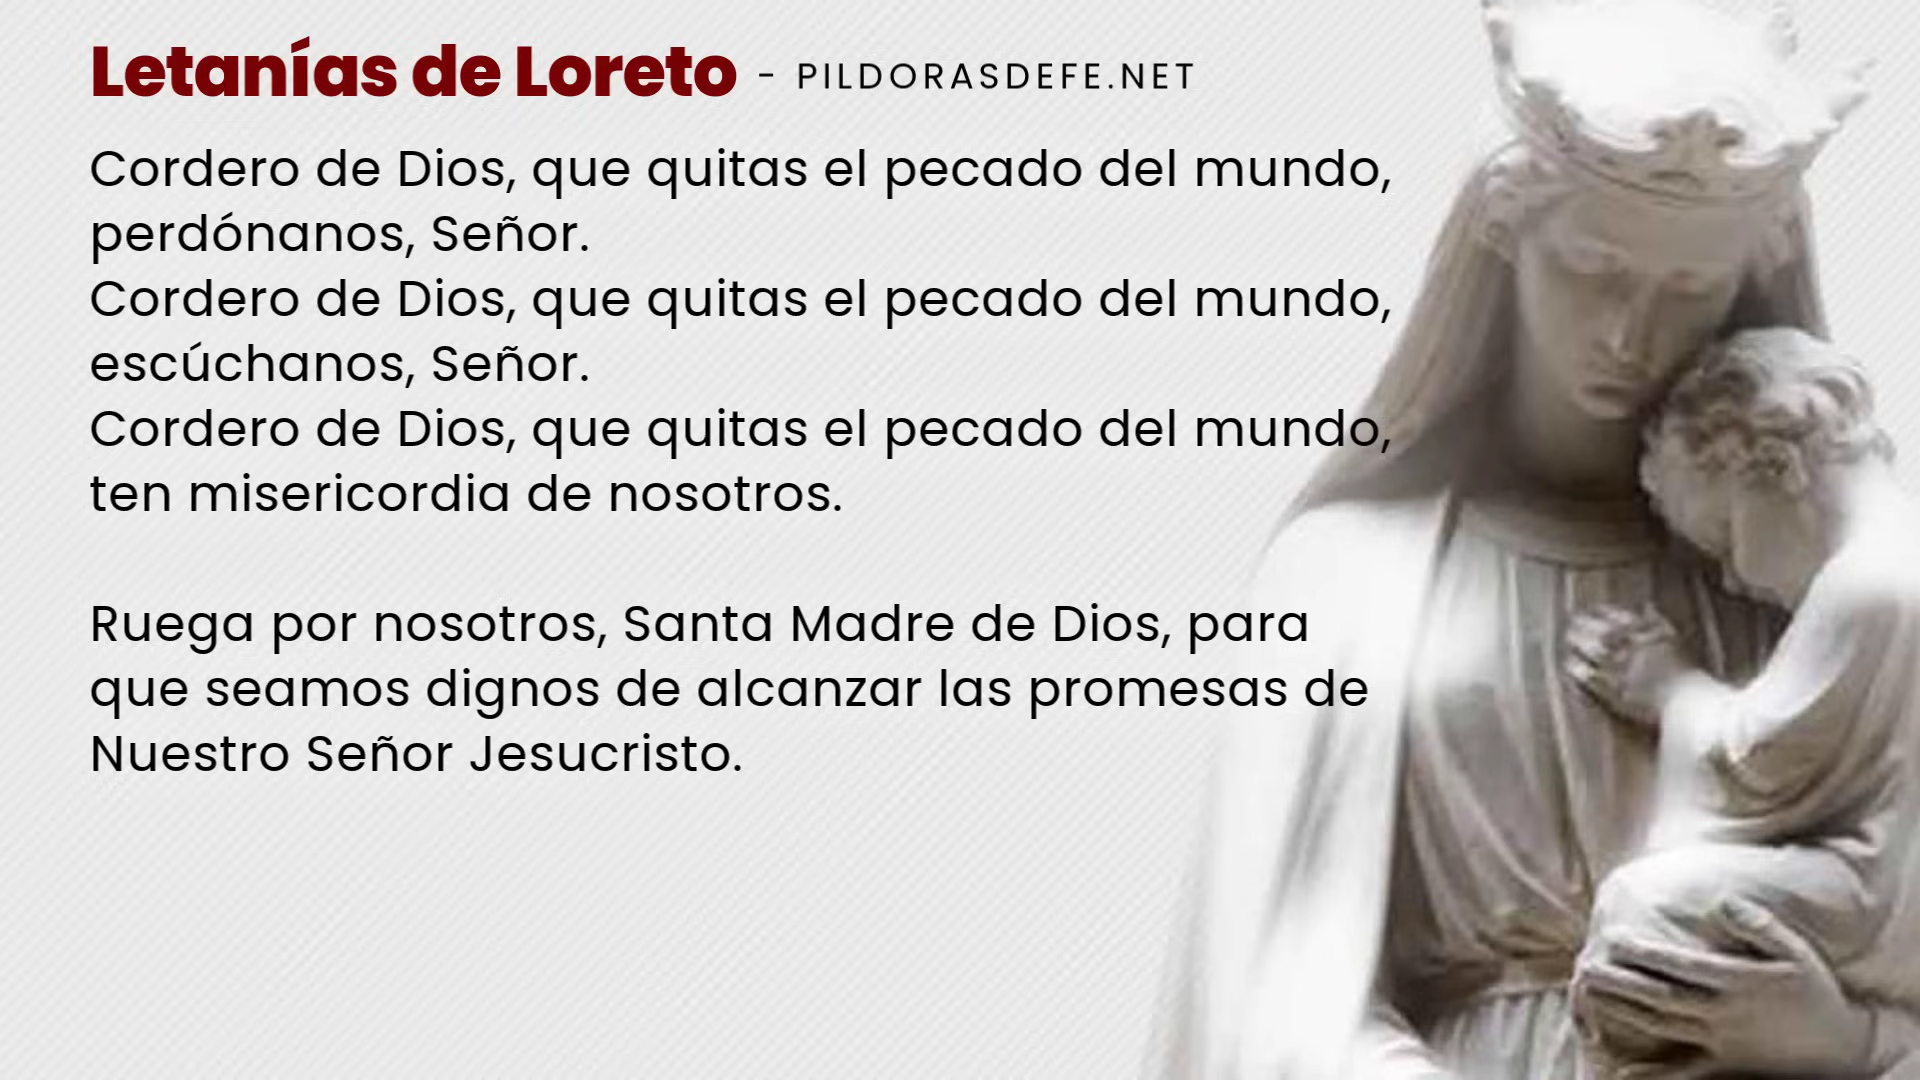 Letanías de Loreto - PILDORASDEFE.NET
Cordero de Dios, que quitas el pecado del mundo,
perdónanos, Señor.
Cordero de Dios, que quitas el pecado del mundo,
escúchanos, Señor.
Cordero de Dios, que quitas el pecado del mundo,
ten misericordia de nosotros.
Ruega por nosotros, Santa Madre de Dios, para
que seamos dignos de alcanzar las promesas de
Nuestro Señor Jesucristo.